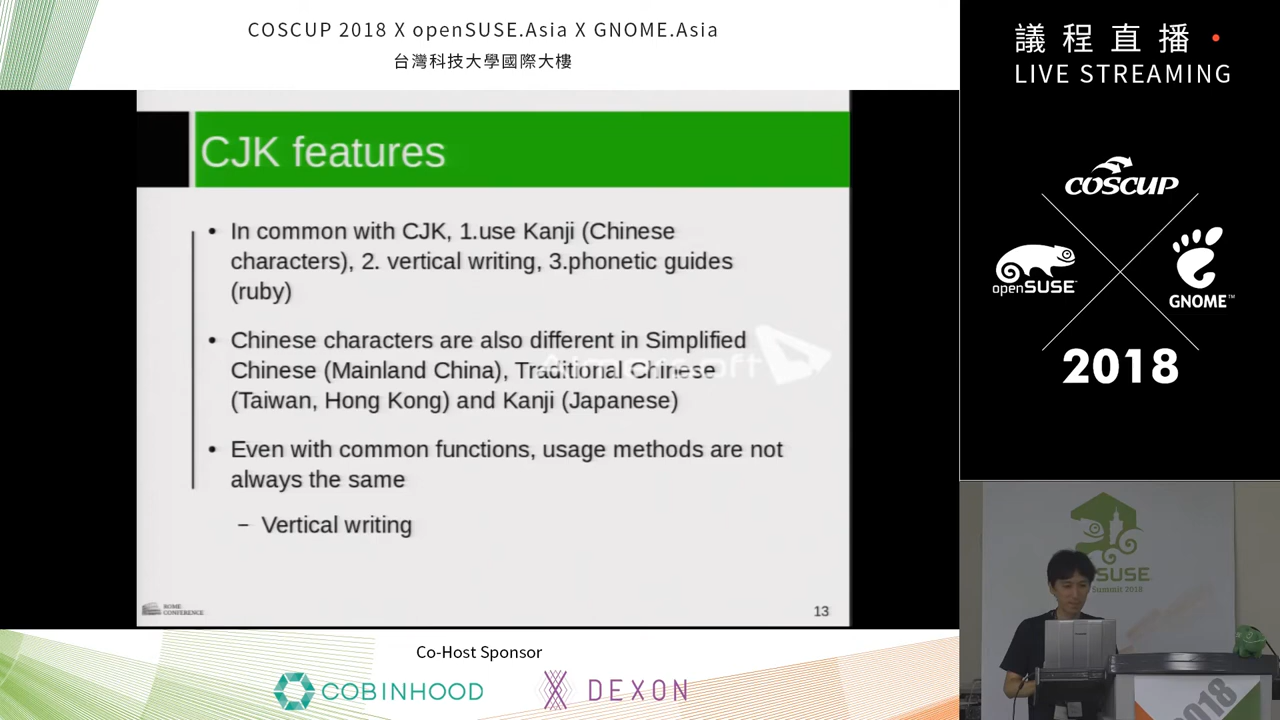 COSCUP 2018 X openSUSE.Asia X GNOME.Asia
台灣科技大學國際大樓
議程直播
LIVE STREAMING
CJK features
• In common with CJK, 1.use Kanji (Chinese
characters), 2. vertical writing, 3.phonetic guides
(ruby)
• Chinese characters are also different in Simplified
Chinese (Mainland China), Traditional Chinese
(Taiwan, Hong Kong) and Kanji (Japanese)
• Even with common functions, usage methods are not
always the same
– Vertical writing
ROME
CONFERENCE
13
COSCUP
openSUSE
GNOME™
2018
SUSE
Summit 2018
2018
Co-Host Sponsor
COBINHOOD
DEXON